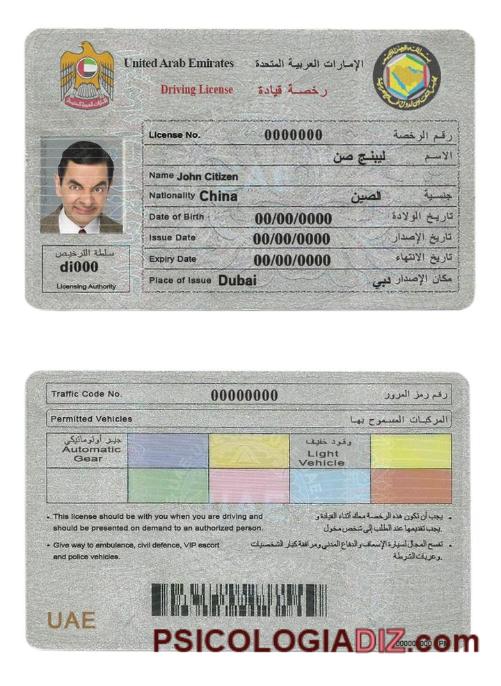 United Arab Emirates الإمارات العربية المتحدة
Driving License رخصة قيادة
License No. 0000000 رقم الرخصة
ليينج صن الاسم
Name John Citizen
Nationality China الصين جنسية
Date of Birth 00/00/0000 تاريخ الولادة
Issue Date 00/00/0000 تاريخ الإصدار
Expiry Date 00/00/0000 تاريخ الانتهاء
Place of Issue Dubai دبي مكان الإصدار
سلطة الترخيص
di000
Licensing Authority
Traffic Code No. 00000000 رقم رمز المرور
Permitted Vehicles المركبات المسموح بها
جير أوتوماتيكي
Automatic
Gear
Light
Vehicle
• This license should be with you when you are driving and
should be presented on demand to an authorized person.
• يجب أن تكون هذه الرخصة معك أثناء القيادة و
يجب تقديمها عند الطلب إلى شخص مخول.
• Give way to ambulance, civil defence, VIP escort
and police vehicles.
• تفسح المجال لسيارة الإسعاف والدفاع المدني ومرافقة كبار الشخصيات
وعربات الشرطة.
UAE
PSICOLOGIADIZ.com